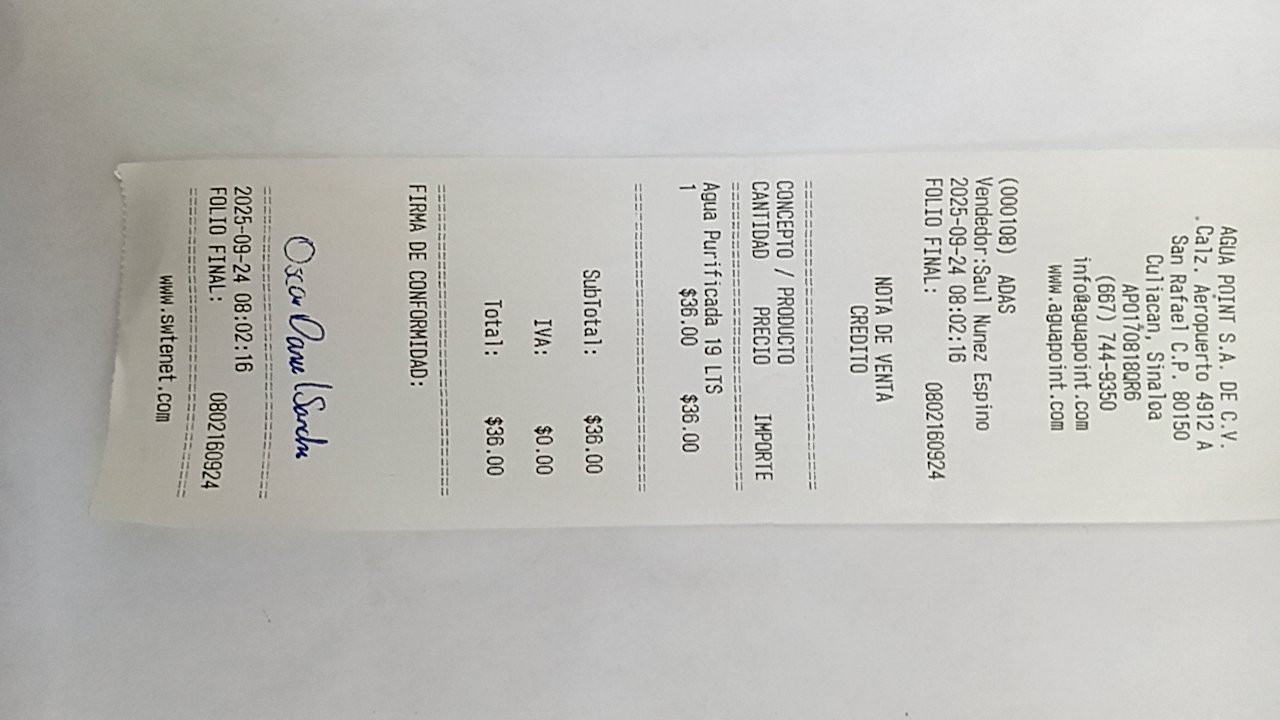 AGUA POINT S.A. DE C.V.
.Calz. Aeropuerto 4912 A
San Rafael C.P. 80150
Culiacan, Sinaloa
APO170818QR6
(667) 744-9350
info@aguapoint.com
www.aguapoint.com
(000108) ADAS
Vendedor:Saul Nunez Espino
2025-09-24 08:02:16
FOLIO FINAL: 0802160924
NOTA DE VENTA
CREDITO
CONCEPTO / PRODUCTO
CANTIDAD PRECIO IMPORTE
Agua Purificada 19 LTS
1 $36.00 $36.00
SubTotal: $36.00
IVA: $0.00
Total: $36.00
FIRMA DE CONFORMIDAD:
Oscar
2025-09-24 08:02:16
FOLIO FINAL: 0802160924
www.swtenet.com